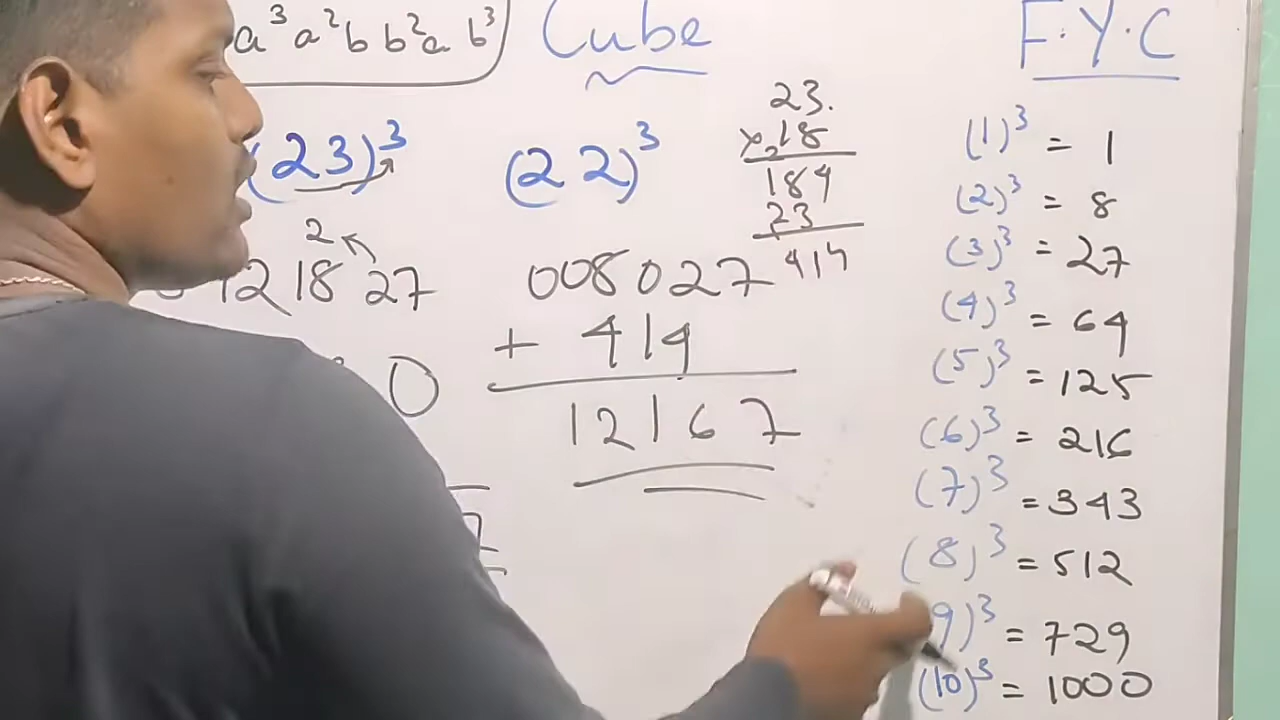 a³ a²b b²a b³
Cube
(23)³
2
12 18 27
0
(22)³
008027
+ 414
12167
23.
×2 18
184
23
414
F.Y.C
(1)³ = 1
(2)³ = 8
(3)³ = 27
(4)³ = 64
(5)³ = 125
(6)³ = 216
(7)³ = 343
(8)³ = 512
9)³ = 729
(10)³ = 1000